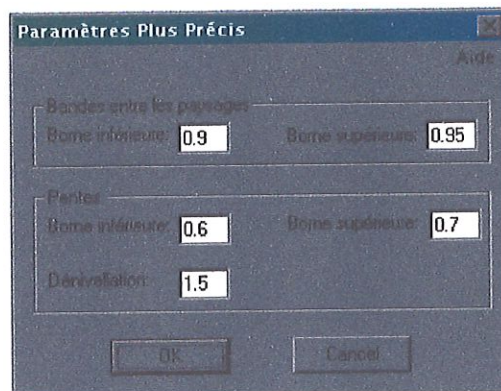 Paramètres Plus Précis
Aide
Bandes entre les paysages
Borne inférieure: 0.9 Borne supérieure: 0.95
Pentes
Borne inférieure: 0.6 Borne supérieure: 0.7
Dénivellation: 1.5
OK Cancel